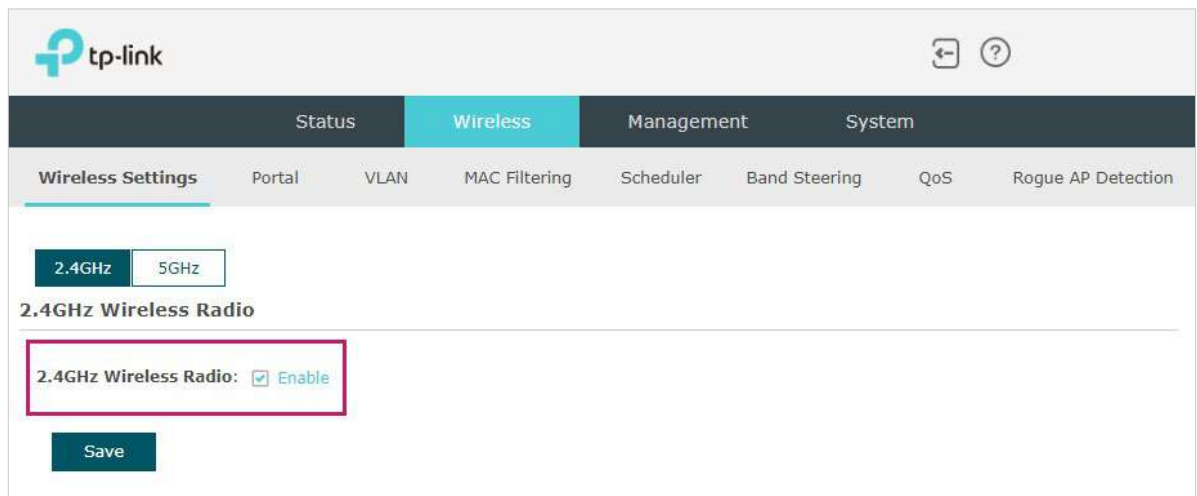 tp-link
?
Status Wireless Management System
Wireless Settings Portal VLAN MAC Filtering Scheduler Band Steering QoS Rogue AP Detection
2.4GHz 5GHz
2.4GHz Wireless Radio
2.4GHz Wireless Radio: Enable
Save